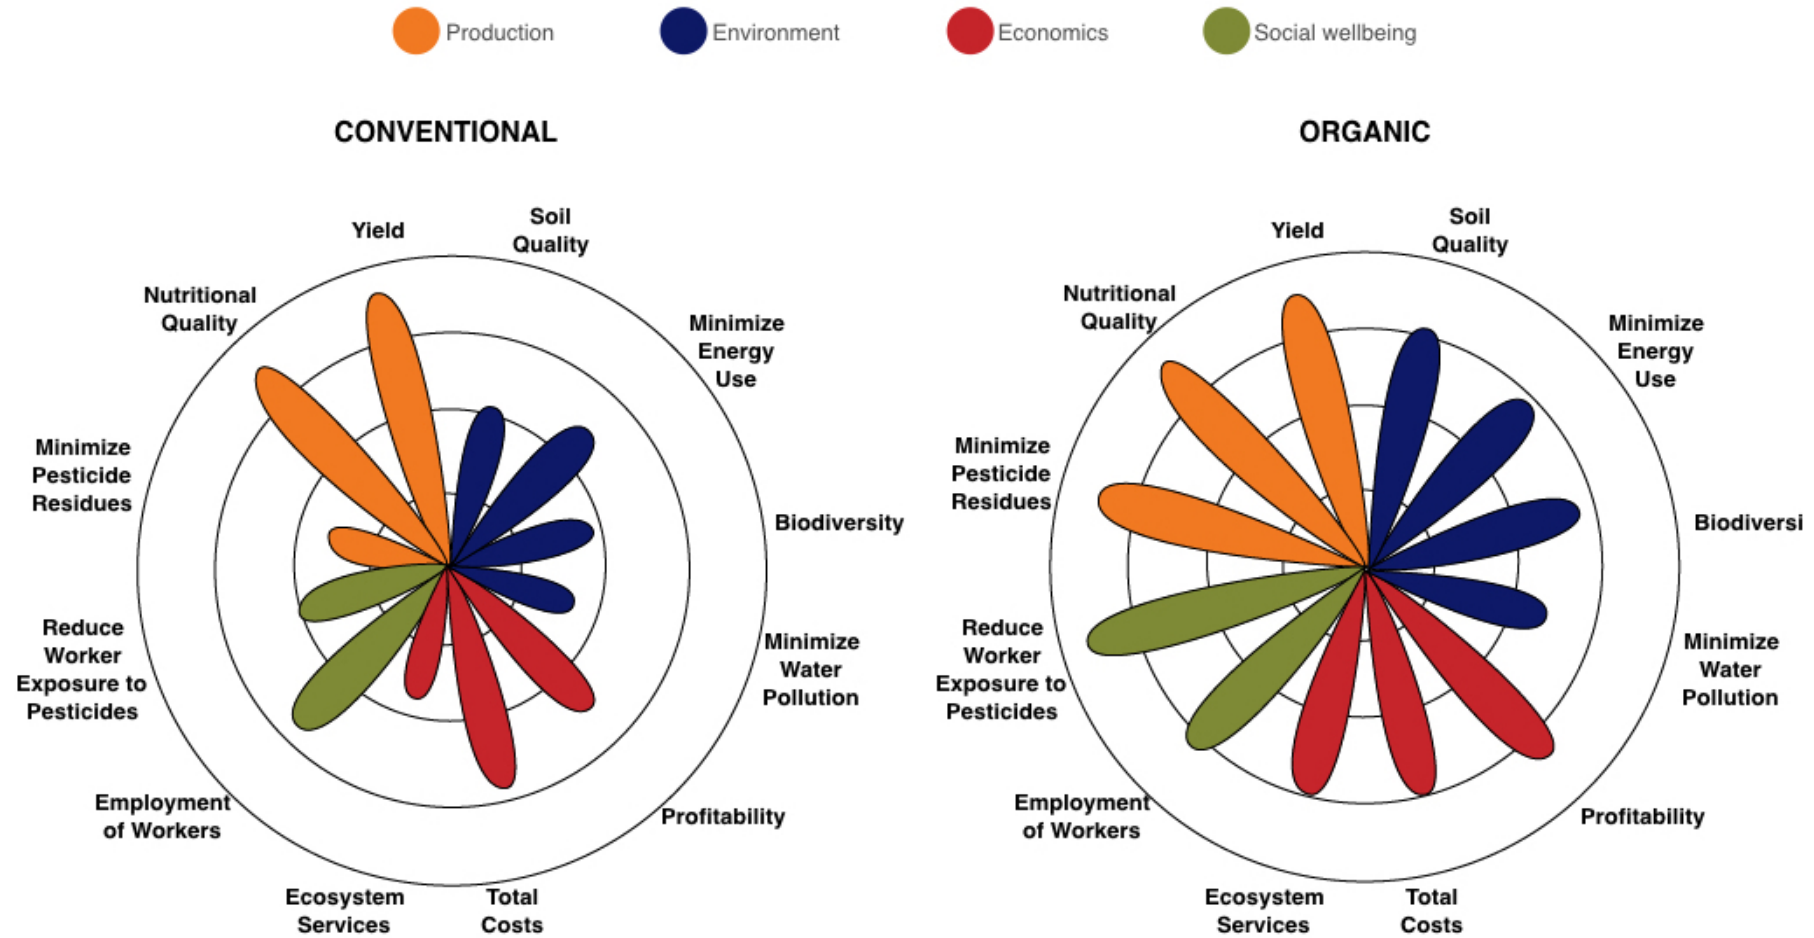 Production
Environment
Economics
Social wellbeing
CONVENTIONAL
Yield
Soil
Quality
Nutritional
Quality
Minimize
Energy
Use
Minimize
Pesticide
Residues
Biodiversity
Reduce
Worker
Exposure to
Pesticides
Minimize
Water
Pollution
Employment
of Workers
Profitability
Ecosystem
Services
Total
Costs
ORGANIC
Yield
Soil
Quality
Nutritional
Quality
Minimize
Energy
Use
Minimize
Pesticide
Residues
Biodiversi
Reduce
Worker
Exposure to
Pesticides
Minimize
Water
Pollution
Employment
of Workers
Profitability
Ecosystem
Services
Total
Costs